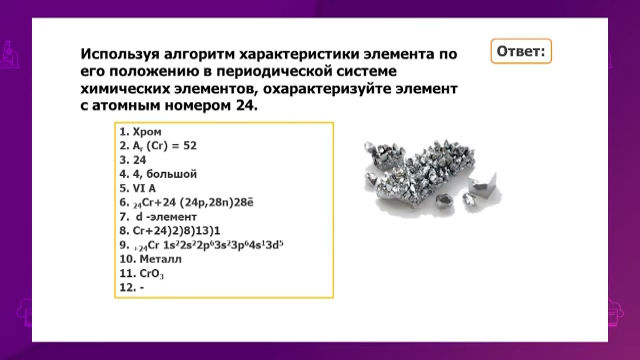 Используя алгоритм характеристики элемента по
его положению в периодической системе
химических элементов, охарактеризуйте элемент
с атомным номером 24.
Ответ:
1. Хром
2. Aᵣ (Cr) = 52
3. 24
4. 4, большой
5. VI A
6. ₂₄Cr+24 (24p,28n)28ē
7. d -элемент
8. Cr+24)2)8)13)1
9. ₊₂₄Cr 1s²2s²2p⁶3s²3p⁶4s¹3d⁵
10. Металл
11. CrO₃
12. -